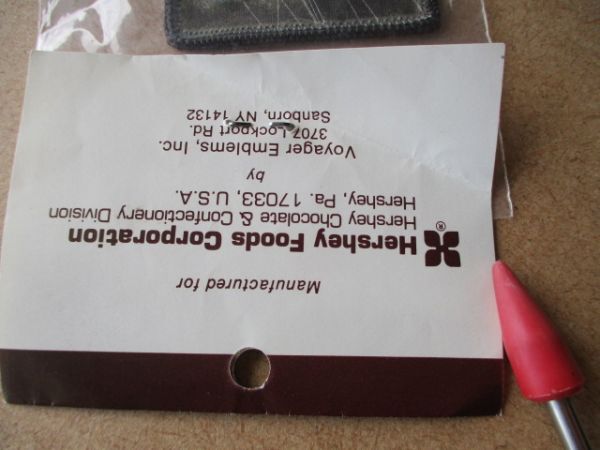 Manufactured for
Hershey Foods Corporation
®
Hershey Chocolate & Confectionery Division
Hershey, Pa. 17033, U.S.A.
by
Voyager Emblems, Inc.
3707 Lockport Rd.
Sanborn, NY 14132